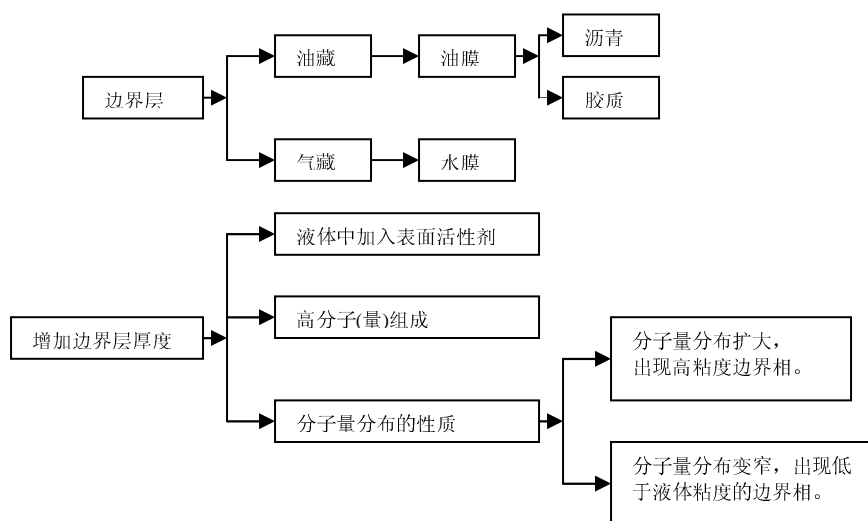 边界层
油藏
油膜
沥青
胶质
气藏
水膜
增加边界层厚度
液体中加入表面活性剂
高分子(量)组成
分子量分布的性质
分子量分布扩大，
出现高粘度边界相。
分子量分布变窄，出现低
于液体粘度的边界相。